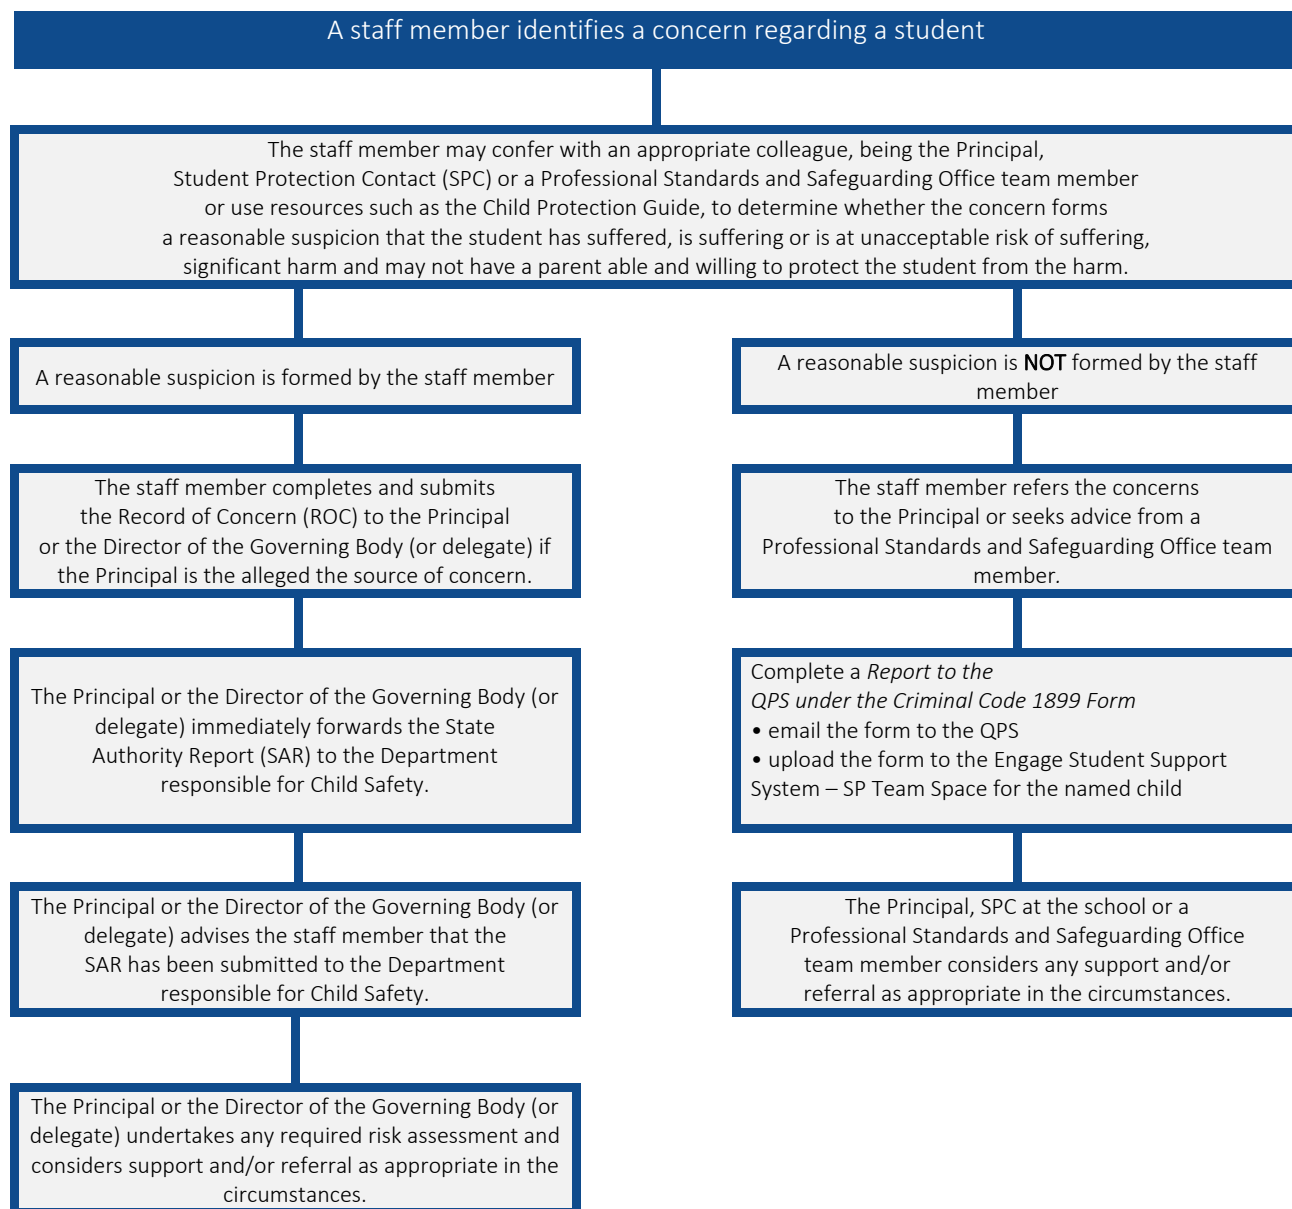 A staff member identifies a concern regarding a student
The staff member may confer with an appropriate colleague, being the Principal,
Student Protection Contact (SPC) or a Professional Standards and Safeguarding Office team member
or use resources such as the Child Protection Guide, to determine whether the concern forms
a reasonable suspicion that the student has suffered, is suffering or is at unacceptable risk of suffering,
significant harm and may not have a parent able and willing to protect the student from the harm.
A reasonable suspicion is formed by the staff member
The staff member completes and submits
the Record of Concern (ROC) to the Principal
or the Director of the Governing Body (or delegate) if
the Principal is the alleged the source of concern.
The Principal or the Director of the Governing Body (or
delegate) immediately forwards the State
Authority Report (SAR) to the Department
responsible for Child Safety.
The Principal or the Director of the Governing Body (or
delegate) advises the staff member that the
SAR has been submitted to the Department
responsible for Child Safety.
The Principal or the Director of the Governing Body (or
delegate) undertakes any required risk assessment and
considers support and/or referral as appropriate in the
circumstances.
A reasonable suspicion is NOT formed by the staff
member
The staff member refers the concerns
to the Principal or seeks advice from a
Professional Standards and Safeguarding Office team
member.
Complete a Report to the
QPS under the Criminal Code 1899 Form
• email the form to the QPS
• upload the form to the Engage Student Support
System – SP Team Space for the named child
The Principal, SPC at the school or a
Professional Standards and Safeguarding Office
team member considers any support and/or
referral as appropriate in the circumstances.